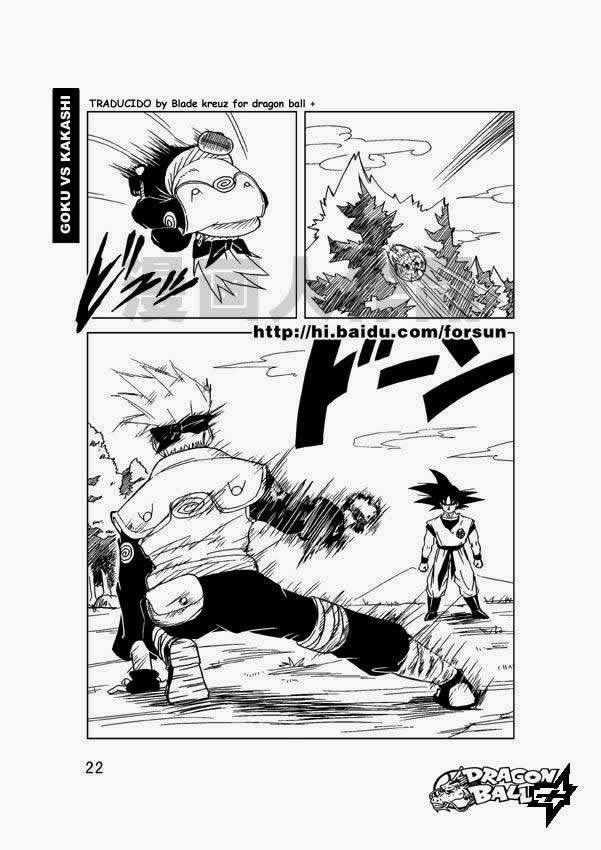 TRADUCIDO by Blade kreuz for dragon ball +
GOKU VS KAKASHI
http://hi.baidu.com/forsun
ドーン
22
DRAGON
BALL